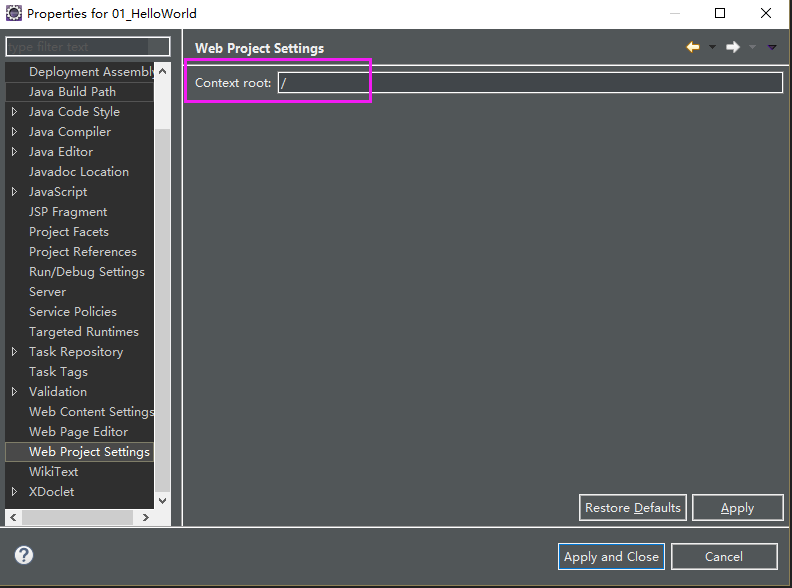 Properties for 01_HelloWorld
type filter text
Deployment Assembly
Java Build Path
Java Code Style
Java Compiler
Java Editor
Javadoc Location
JavaScript
JSP Fragment
Project Facets
Project References
Run/Debug Settings
Server
Service Policies
Targeted Runtimes
Task Repository
Task Tags
Validation
Web Content Settings
Web Page Editor
Web Project Settings
WikiText
XDoclet
Web Project Settings
Context root: /
Restore Defaults
Apply
Apply and Close
Cancel